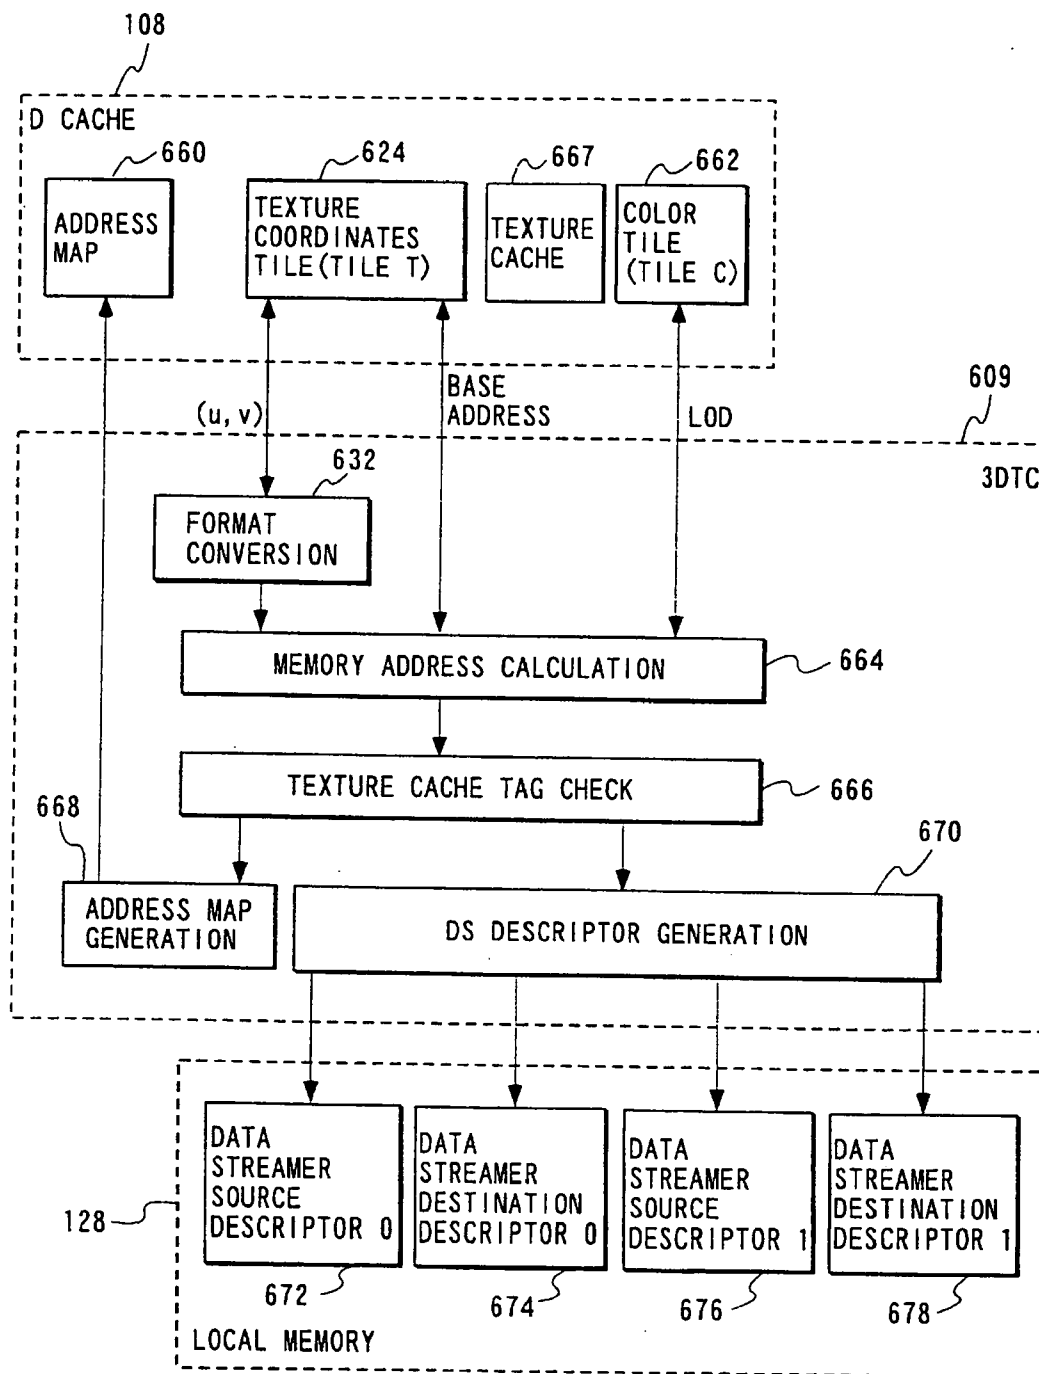 108
D CACHE
660
624
667
662
ADDRESS
MAP
TEXTURE
COORDINATES
TILE(TILE T)
TEXTURE
CACHE
COLOR
TILE
(TILE C)
(u,v)
BASE
ADDRESS
LOD
609
3DTC
632
FORMAT
CONVERSION
MEMORY ADDRESS CALCULATION
664
TEXTURE CACHE TAG CHECK
666
668
670
ADDRESS MAP
GENERATION
DS DESCRIPTOR GENERATION
DATA
STREAMER
SOURCE
DESCRIPTOR 0
DATA
STREAMER
DESTINATION
DESCRIPTOR 0
DATA
STREAMER
SOURCE
DESCRIPTOR 1
DATA
STREAMER
DESTINATION
DESCRIPTOR 1
128
672
674
676
678
LOCAL MEMORY